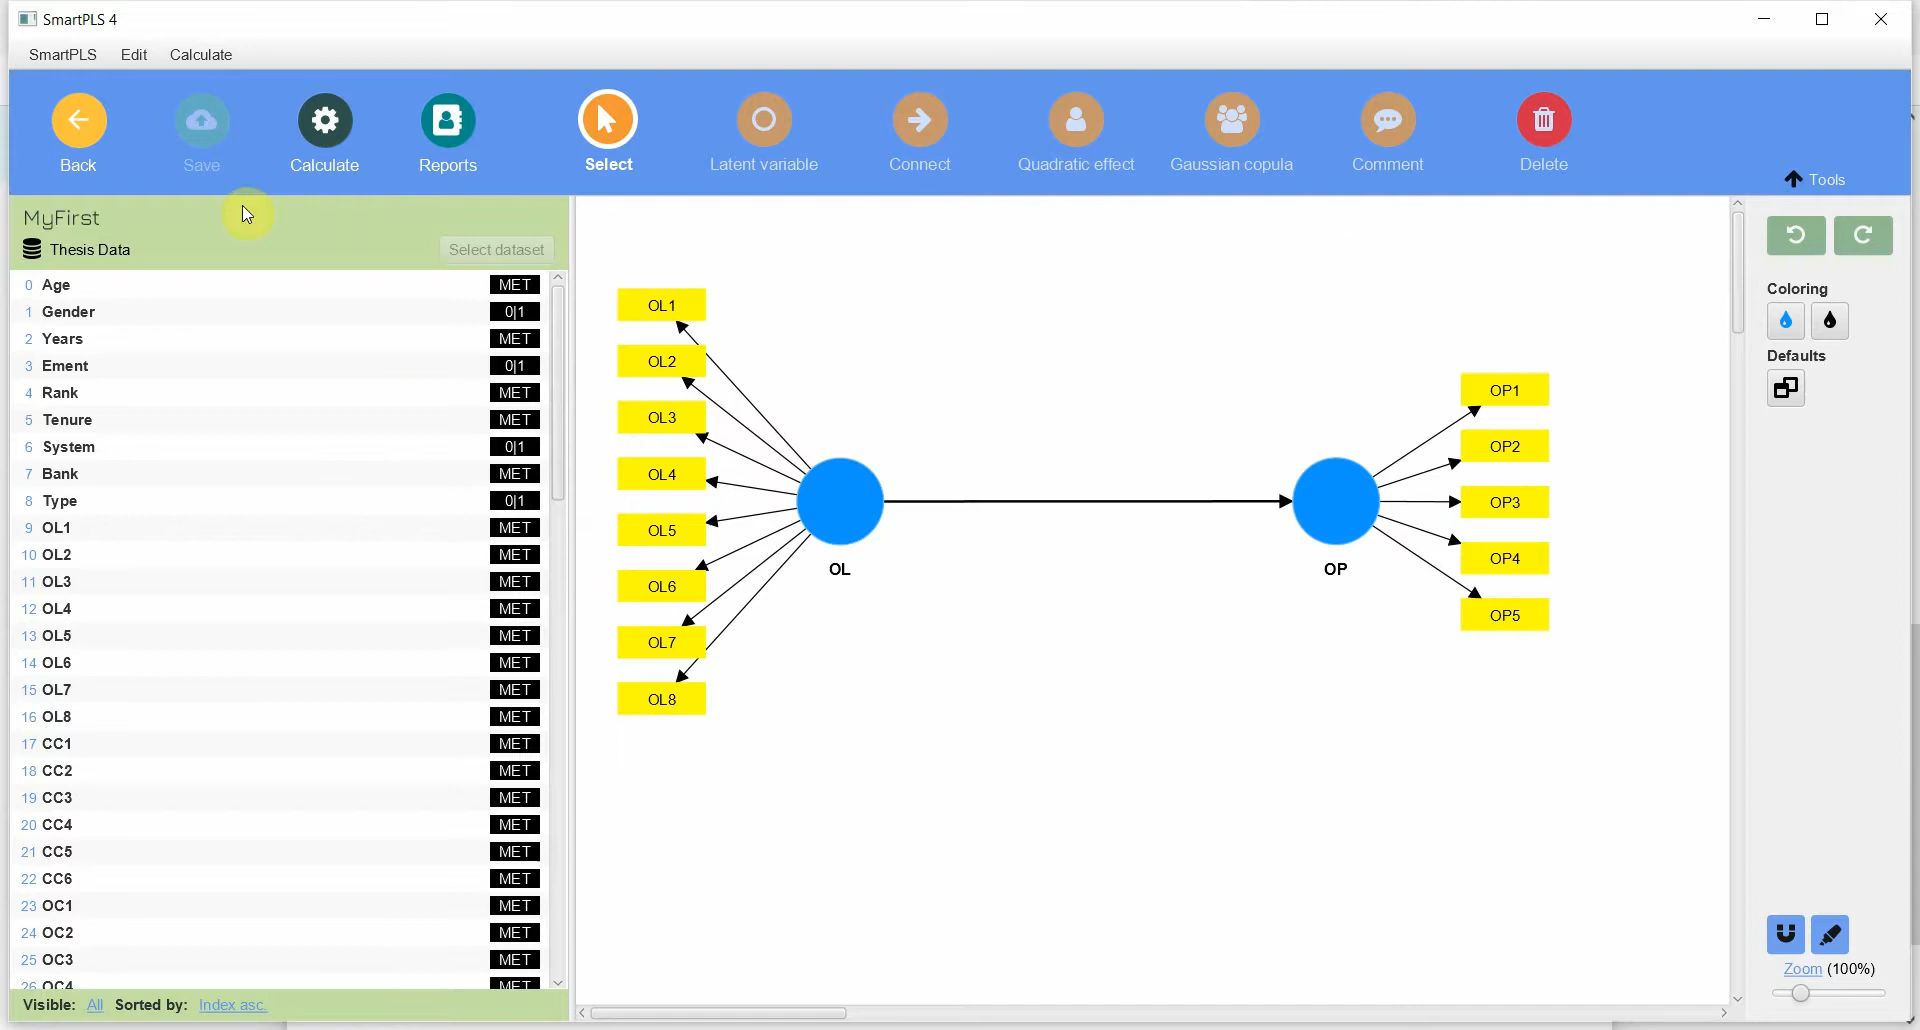 SmartPLS 4
SmartPLS Edit Calculate
Back Save Calculate Reports Select Latent variable Connect Quadratic effect Gaussian copula Comment Delete
Tools
MyFirst
Thesis Data Select dataset
0 Age MET
1 Gender 0|1
2 Years MET
3 Ement 0|1
4 Rank MET
5 Tenure MET
6 System 0|1
7 Bank MET
8 Type 0|1
9 OL1 MET
10 OL2 MET
11 OL3 MET
12 OL4 MET
13 OL5 MET
14 OL6 MET
15 OL7 MET
16 OL8 MET
17 CC1 MET
18 CC2 MET
19 CC3 MET
20 CC4 MET
21 CC5 MET
22 CC6 MET
23 OC1 MET
24 OC2 MET
25 OC3 MET
26 OC4 MET
Visible: All Sorted by: Index asc.
OL1
OL2
OL3
OL4
OL5
OL6
OL7
OL8
OL
OP
OP1
OP2
OP3
OP4
OP5
Coloring
Defaults
Zoom (100%)